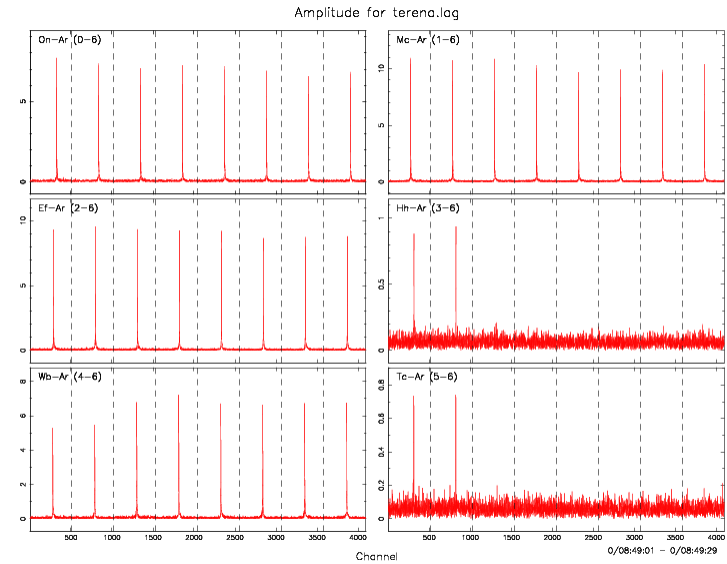 Amplitude for terena.lag
On-Ar (0-6)
Mc-Ar (1-6)
5
0
10
5
0
Ef-Ar (2-6)
Hh-Ar (3-6)
10
5
0
1
0.5
0
Wb-Ar (4-6)
Tc-Ar (5-6)
8
6
4
2
0
0.8
0.6
0.4
0.2
0
500 1000 1500 2000 2500 3000 3500 4000
500 1000 1500 2000 2500 3000 3500 4000
Channel
0/08:49:01 - 0/08:49:29